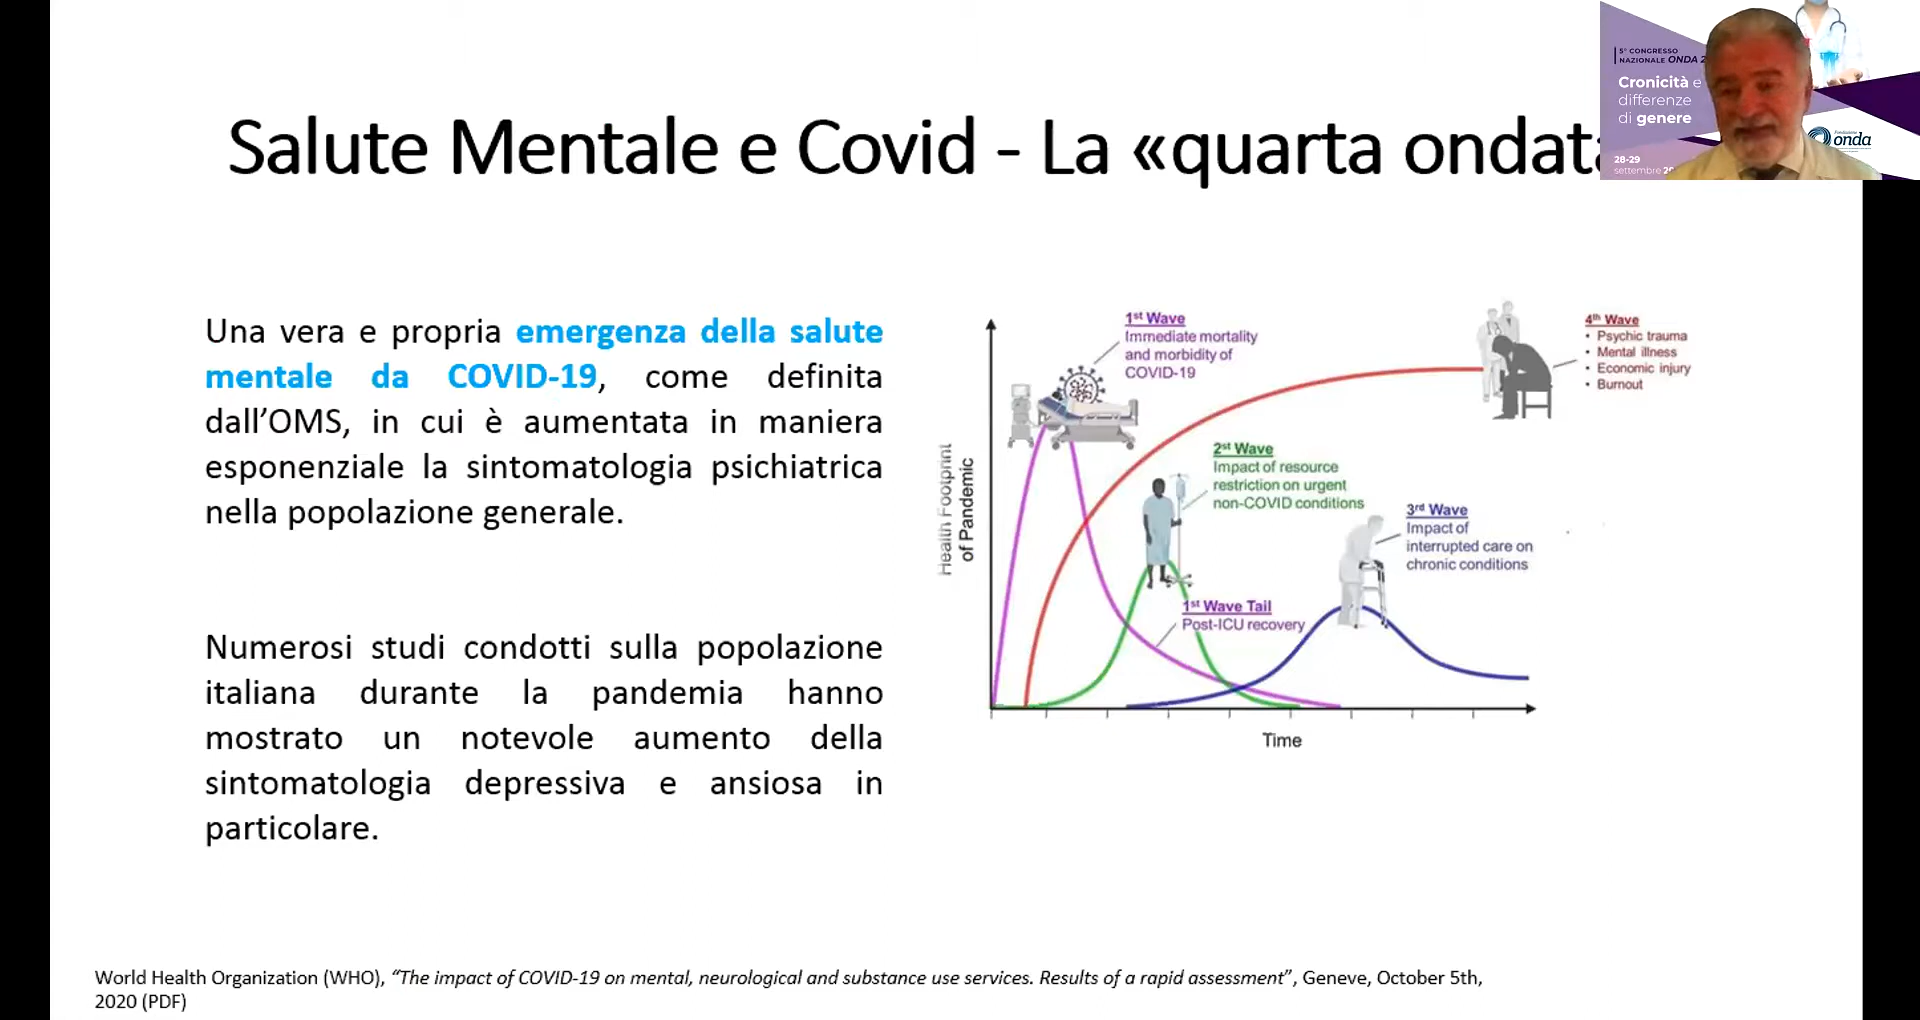 Salute Mentale e Covid - La «quarta ondata
5° CONGRESSO
NAZIONALE ONDA
Cronicità e
differenze
di genere
28-29
settembre
Fondazione
onda
Una vera e propria emergenza della salute
mentale da COVID-19, come definita
dall’OMS, in cui è aumentata in maniera
esponenziale la sintomatologia psichiatrica
nella popolazione generale.
Numerosi studi condotti sulla popolazione
italiana durante la pandemia hanno
mostrato un notevole aumento della
sintomatologia depressiva e ansiosa in
particolare.
Health Footprint
of Pandemic
1st Wave
Immediate mortality
and morbidity of
COVID-19
4th Wave
• Psychic trauma
• Mental illness
• Economic injury
• Burnout
2st Wave
Impact of resource
restriction on urgent
non-COVID conditions
3rd Wave
Impact of
interrupted care on
chronic conditions
1st Wave Tail
Post-ICU recovery
Time
World Health Organization (WHO), “The impact of COVID-19 on mental, neurological and substance use services. Results of a rapid assessment”, Geneve, October 5th,
2020 (PDF)